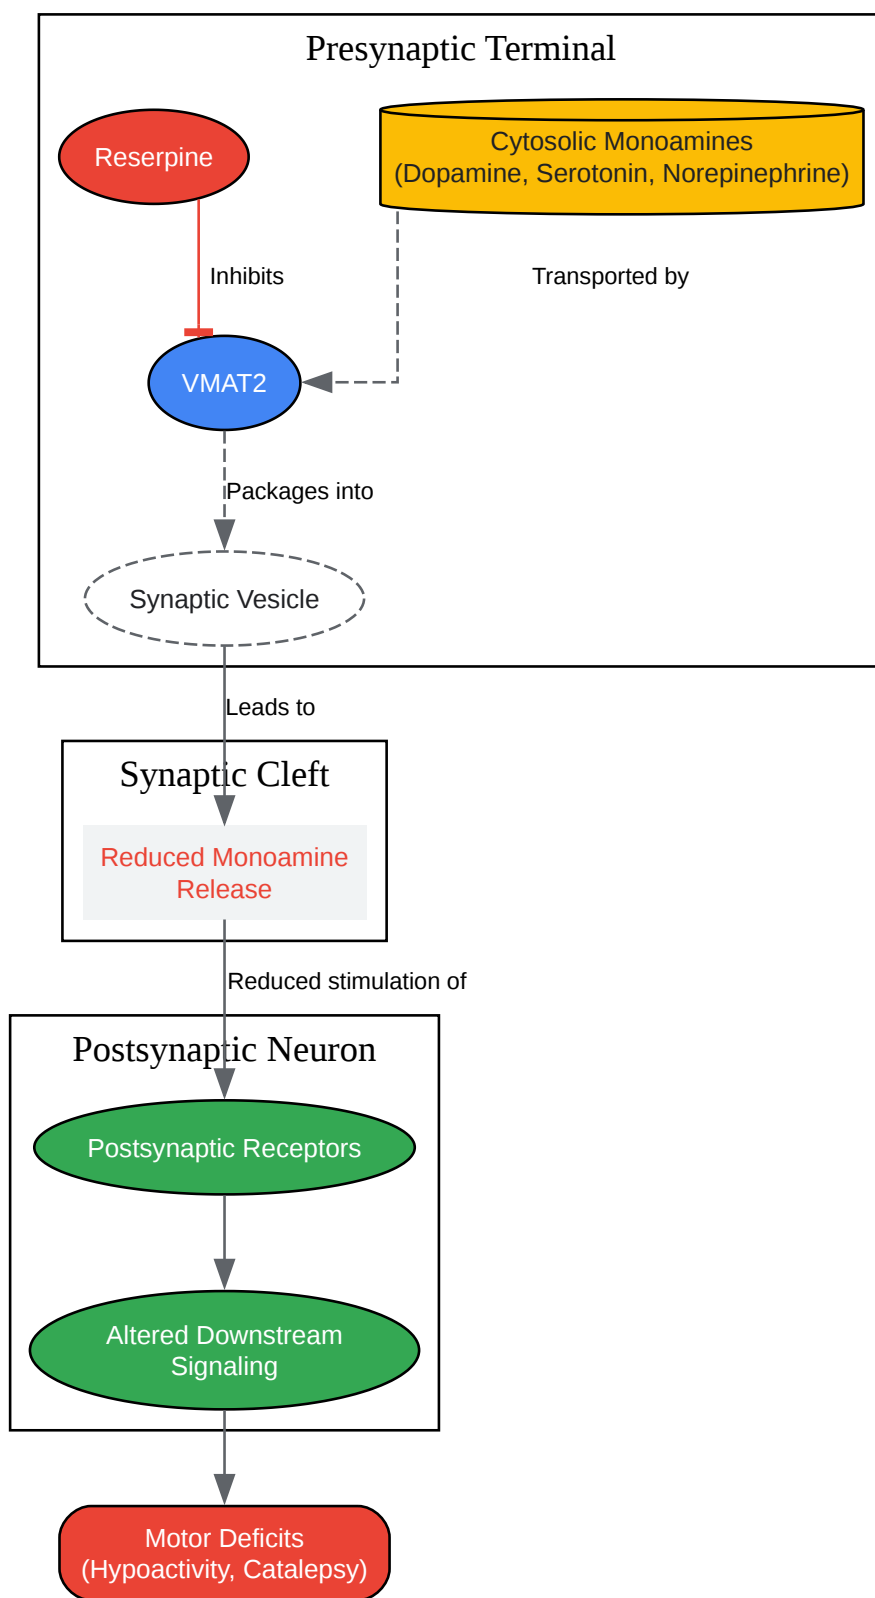 Presynaptic Terminal
Reserpine
Cytosolic Monoamines
(Dopamine, Serotonin, Norepinephrine)
Inhibits
Transported by
VMAT2
Packages into
Synaptic Vesicle
Leads to
Synaptic Cleft
Reduced Monoamine
Release
Reduced stimulation of
Postsynaptic Neuron
Postsynaptic Receptors
Altered Downstream
Signaling
Motor Deficits
(Hypoactivity, Catalepsy)